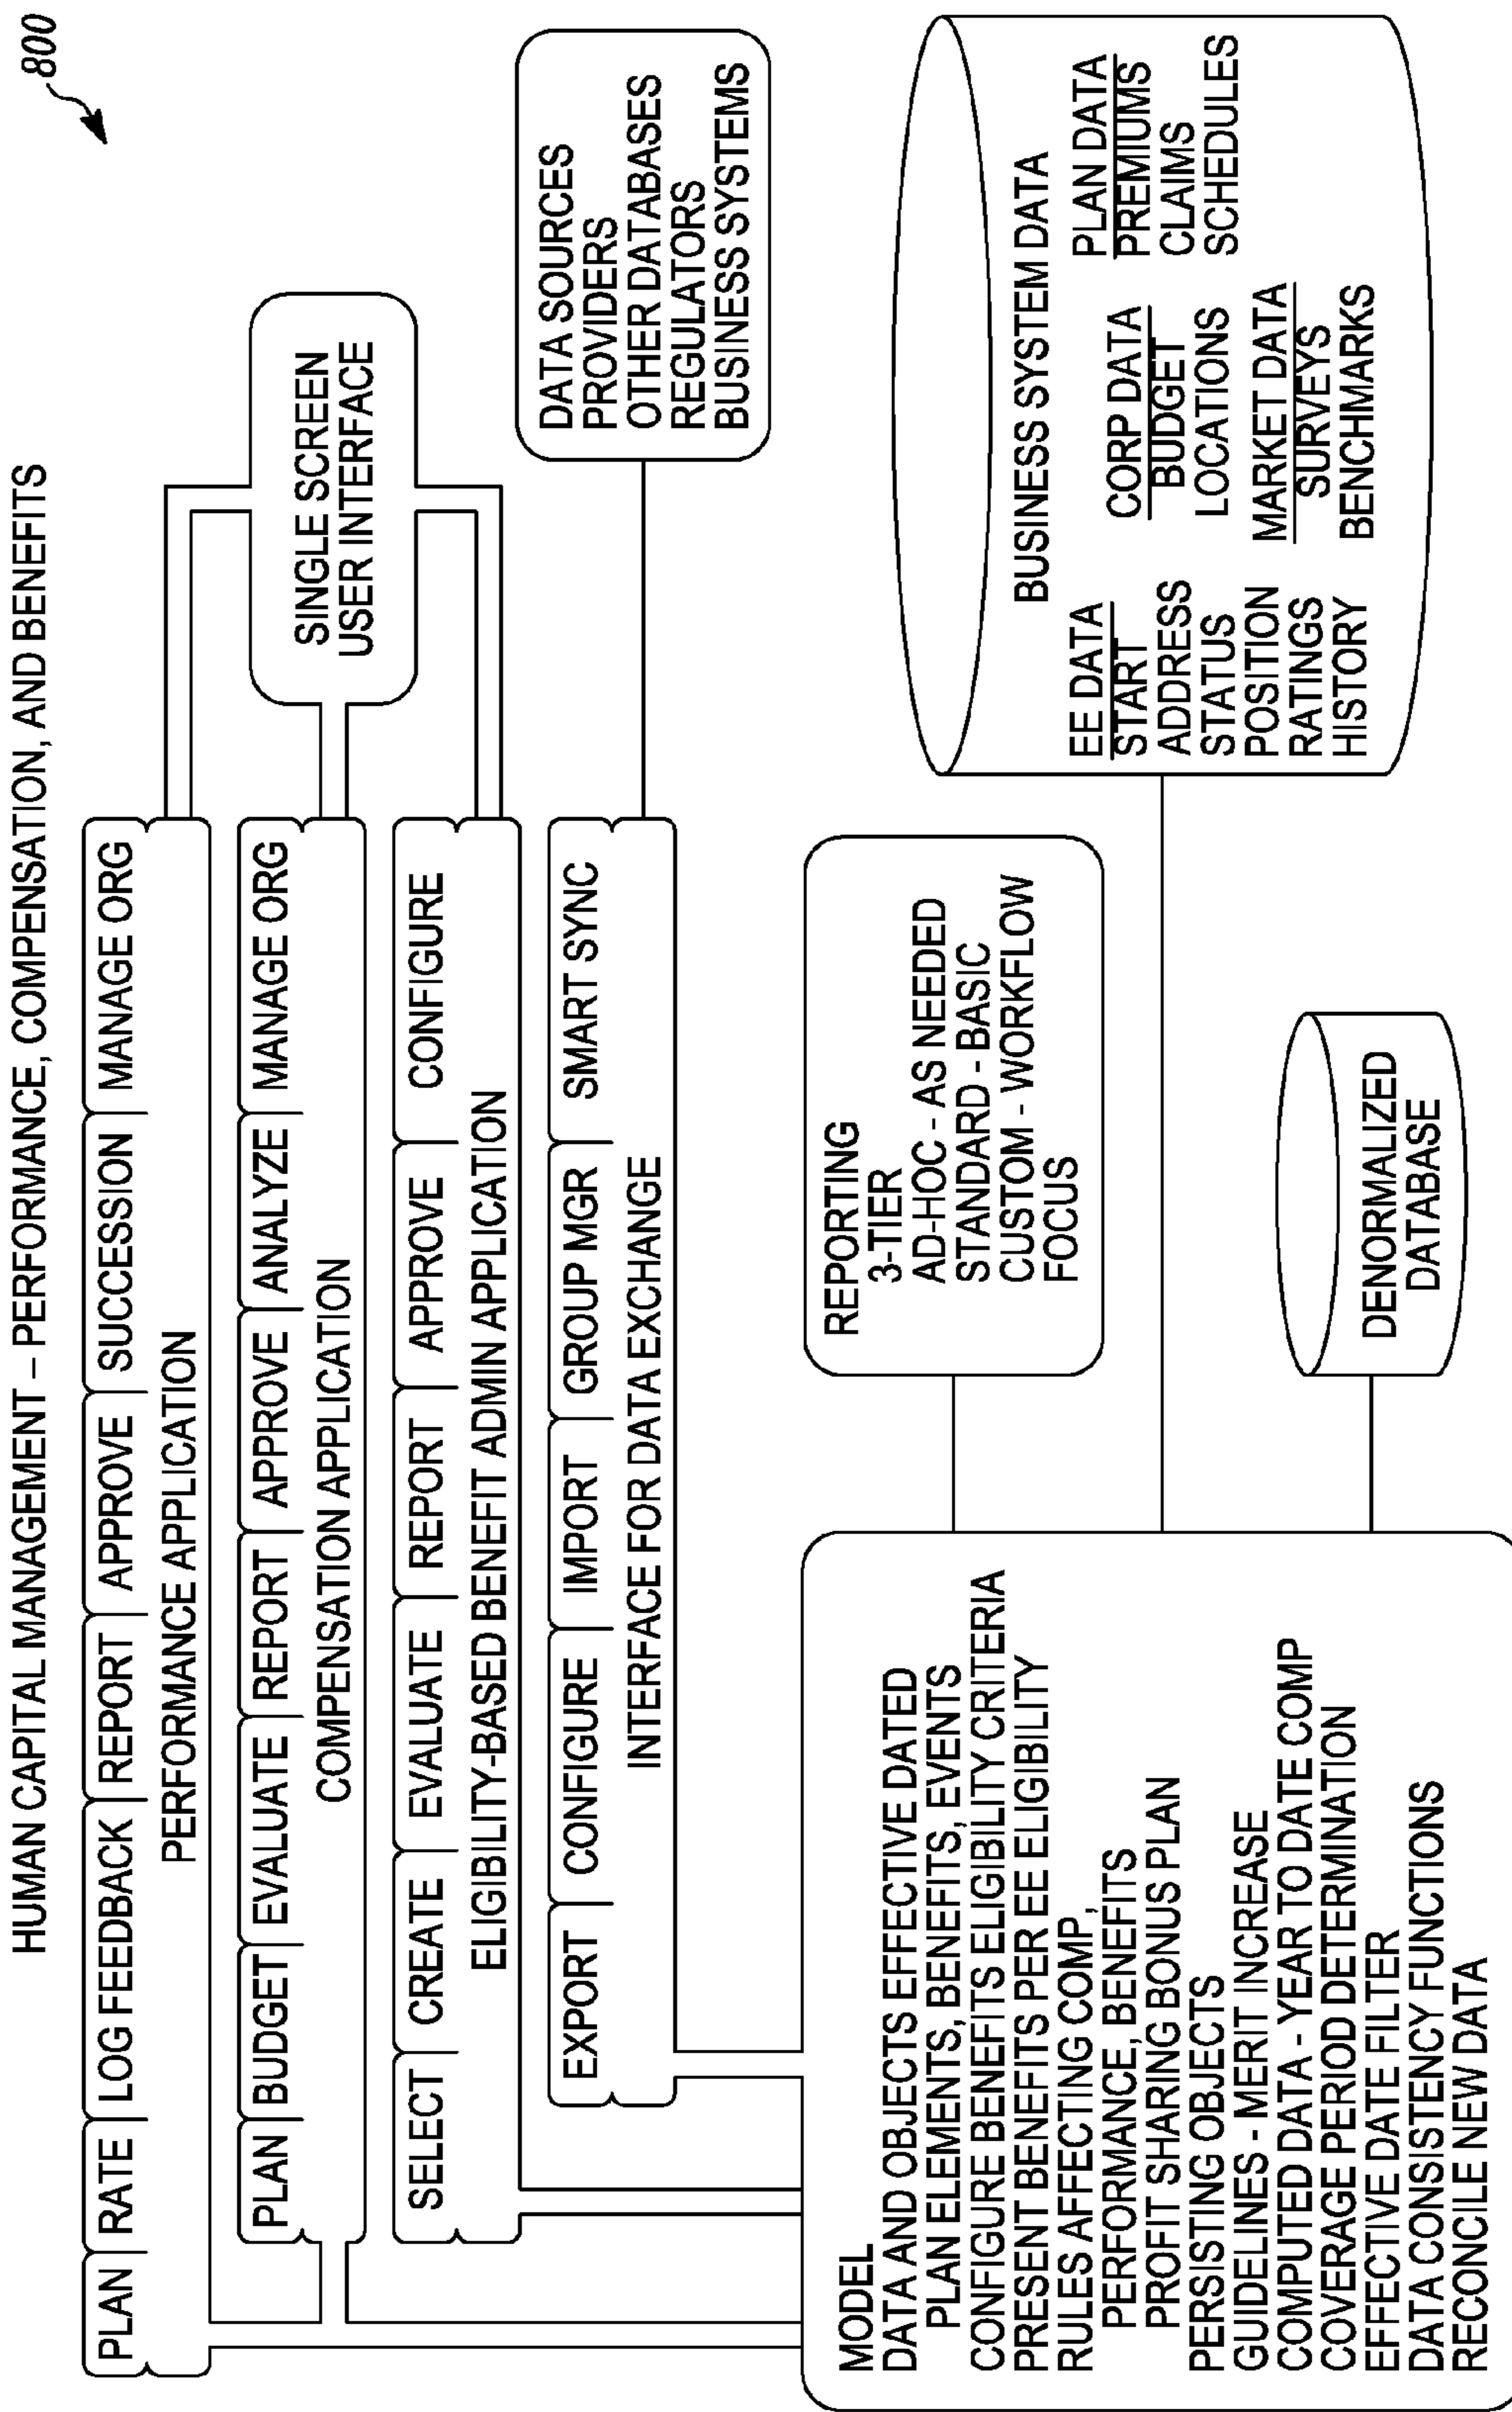 800
HUMAN CAPITAL MANAGEMENT – PERFORMANCE, COMPENSATION, AND BENEFITS
PLAN RATE LOG FEEDBACK REPORT APPROVE SUCCESSION MANAGE ORG
PERFORMANCE APPLICATION
PLAN BUDGET EVALUATE REPORT APPROVE ANALYZE MANAGE ORG
COMPENSATION APPLICATION
SELECT CREATE EVALUATE REPORT APPROVE CONFIGURE
ELIGIBILITY-BASED BENEFIT ADMIN APPLICATION
EXPORT CONFIGURE IMPORT GROUP MGR SMART SYNC
INTERFACE FOR DATA EXCHANGE
SINGLE SCREEN
USER INTERFACE
DATA SOURCES
PROVIDERS
OTHER DATABASES
REGULATORS
BUSINESS SYSTEMS
MODEL
DATA AND OBJECTS EFFECTIVE DATED
PLAN ELEMENTS, BENEFITS, EVENTS
CONFIGURE BENEFITS ELIGIBILITY CRITERIA
PRESENT BENEFITS PER EE ELIGIBILITY
RULES AFFECTING COMP,
PERFORMANCE, BENEFITS
PROFIT SHARING BONUS PLAN
PERSISTING OBJECTS
GUIDELINES - MERIT INCREASE
COMPUTED DATA - YEAR TO DATE COMP
COVERAGE PERIOD DETERMINATION
EFFECTIVE DATE FILTER
DATA CONSISTENCY FUNCTIONS
RECONCILE NEW DATA
REPORTING
3-TIER
AD-HOC - AS NEEDED
STANDARD - BASIC
CUSTOM - WORKFLOW
FOCUS
DENORMALIZED
DATABASE
BUSINESS SYSTEM DATA
EE DATA
START
ADDRESS
STATUS
POSITION
RATINGS
HISTORY
CORP DATA
BUDGET
LOCATIONS
MARKET DATA
SURVEYS
BENCHMARKS
PLAN DATA
PREMIUMS
CLAIMS
SCHEDULES